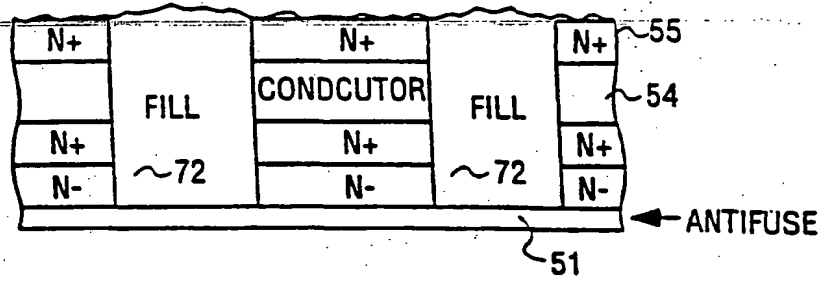 N+ N+ N+ 55
CONDCUTOR 54
FILL FILL
N+ N+ N+
72 72
N- N- N-
ANTIFUSE
51